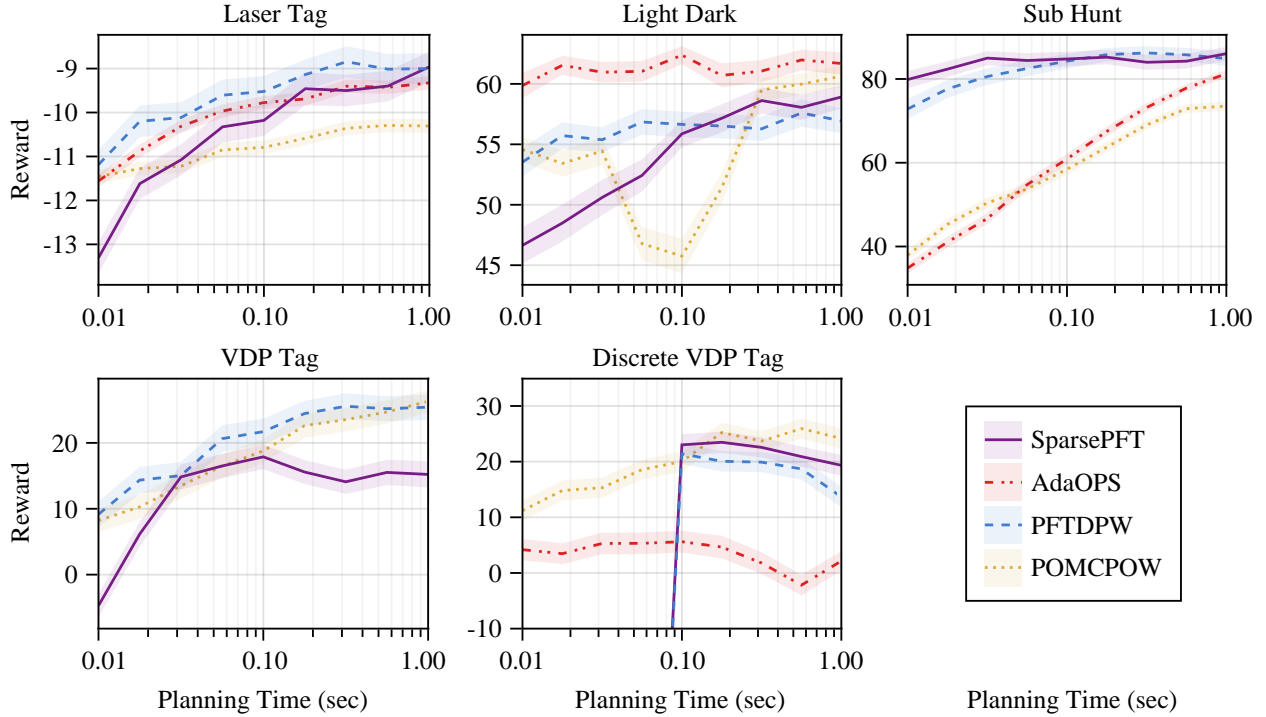 Laser Tag
Light Dark
Sub Hunt
Reward
-9
-10
-11
-12
-13
0.01
0.10
1.00
60
55
50
45
0.01
0.10
1.00
80
60
40
0.01
0.10
1.00
VDP Tag
Discrete VDP Tag
Reward
20
10
0
0.01
0.10
1.00
Planning Time (sec)
30
20
10
0
-10
0.01
0.10
1.00
Planning Time (sec)
SparsePFT
AdaOPS
PFTDPW
POMCPOW
Planning Time (sec)